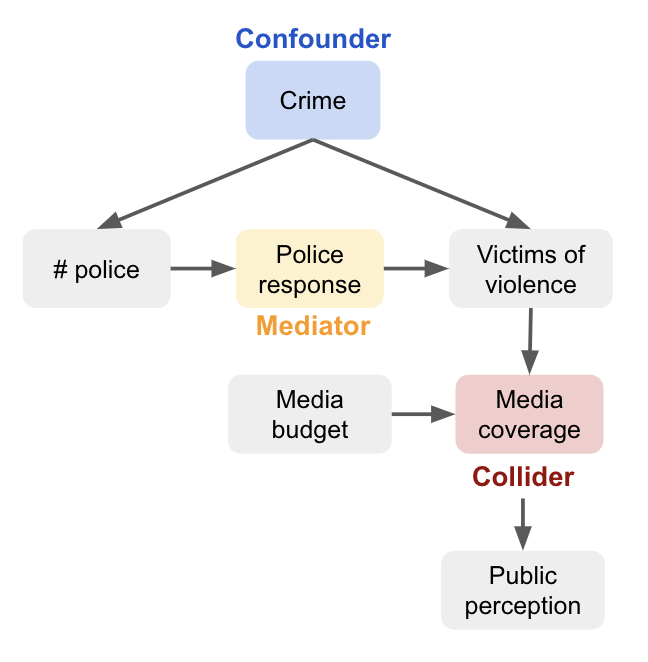 Confounder
Crime
# police
Police
response
Victims of
violence
Mediator
Media
budget
Media
coverage
Collider
Public
perception